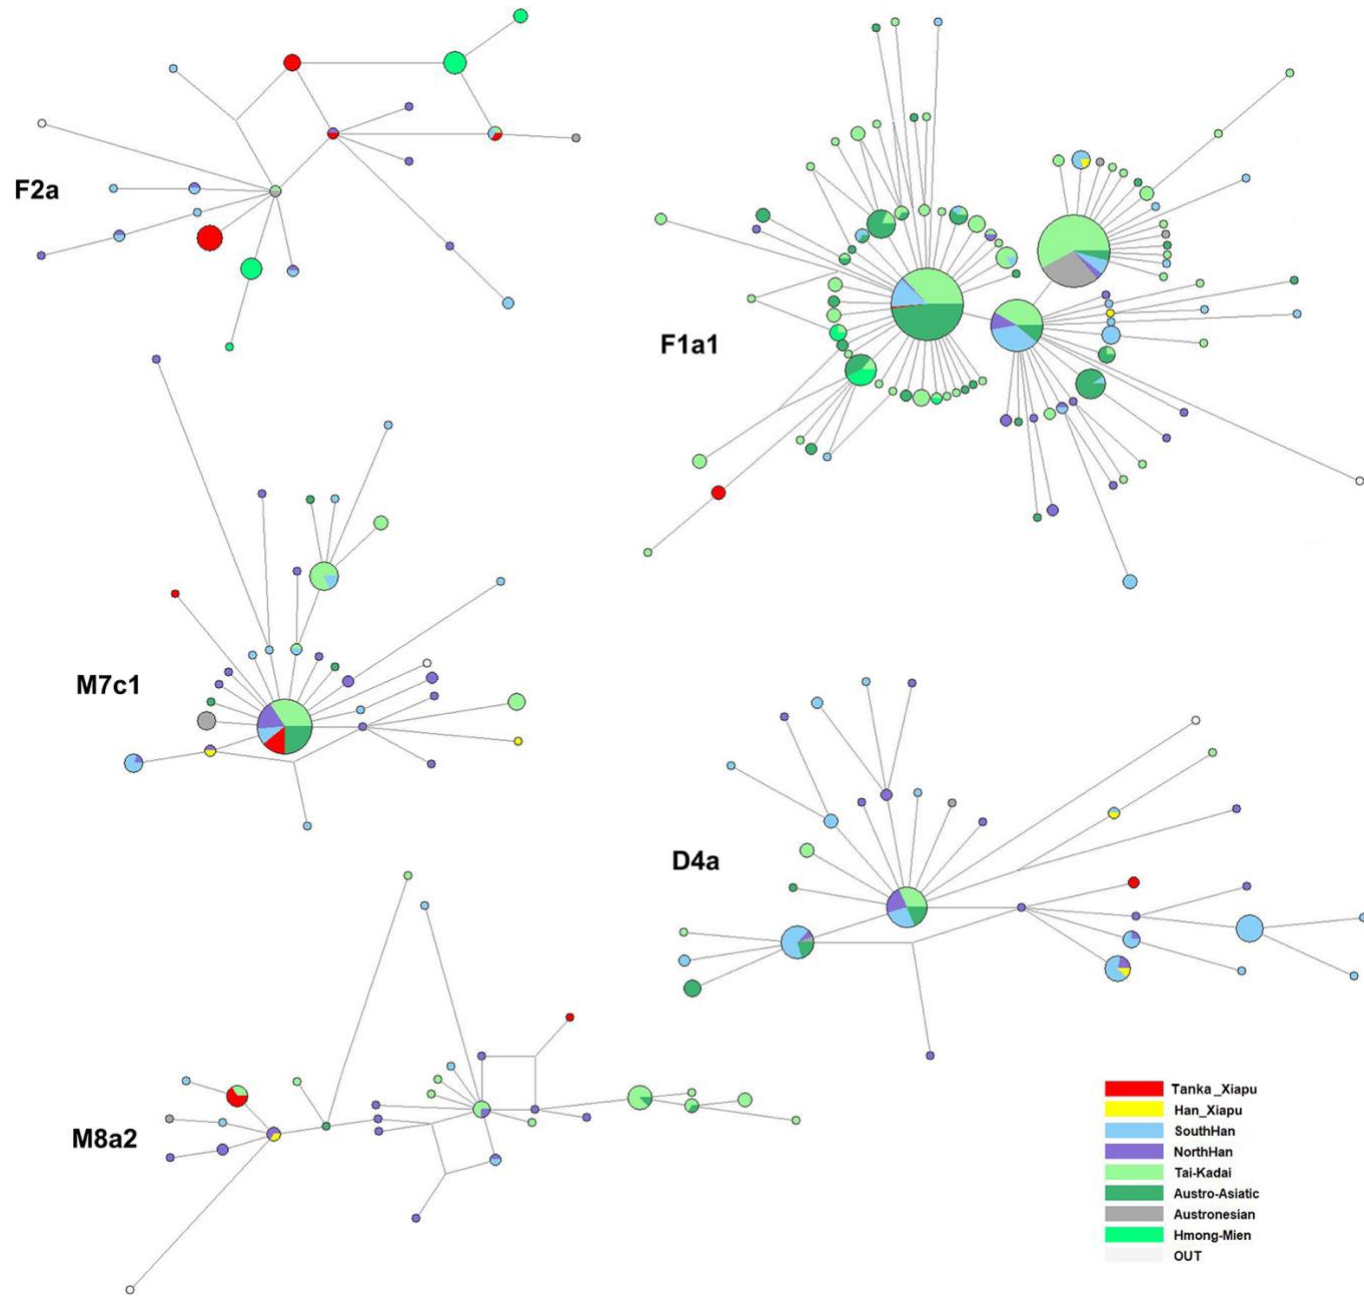 F2a
F1a1
M7c1
D4a
M8a2
Tanka_Xiapu
Han_Xiapu
SouthHan
NorthHan
Tai-Kadai
Austro-Asiatic
Austronesian
Hmong-Mien
OUT